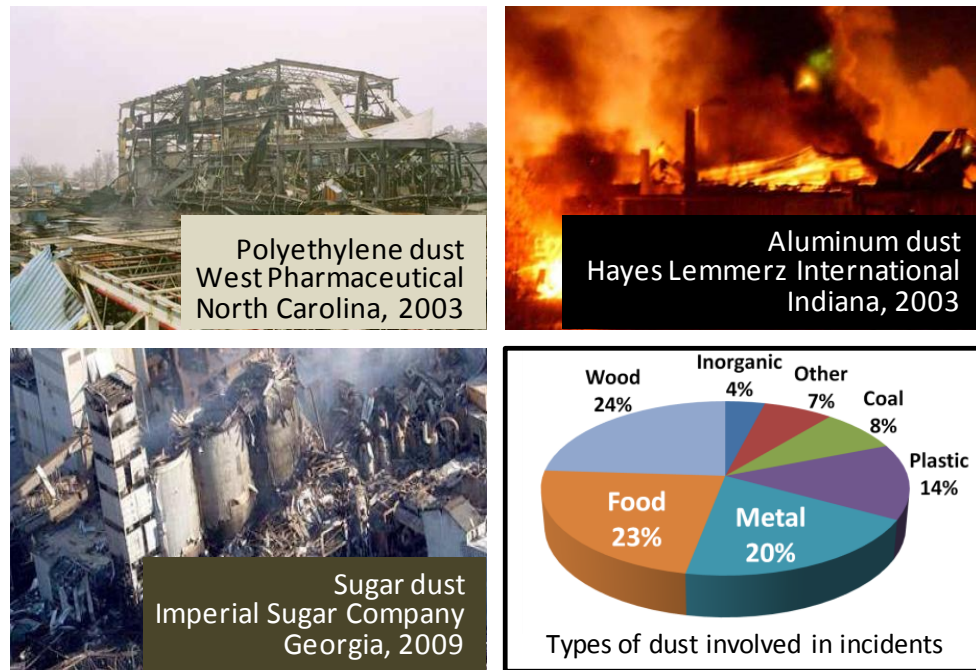 Polyethylene dust
West Pharmaceutical
North Carolina, 2003
Aluminum dust
Hayes Lemmerz International
Indiana, 2003
Sugar dust
Imperial Sugar Company
Georgia, 2009
Wood
24%
Inorganic
4%
Other
7%
Coal
8%
Plastic
14%
Food
23%
Metal
20%
Types of dust involved in incidents